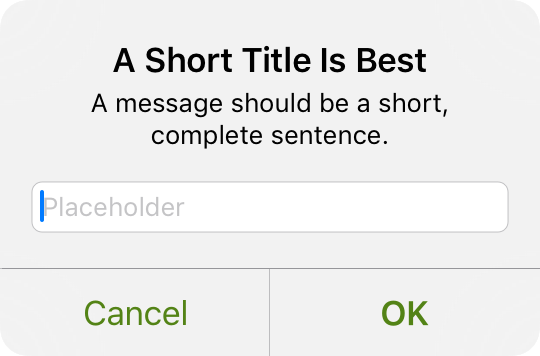 A Short Title Is Best
A message should be a short,
complete sentence.
Placeholder
Cancel
OK